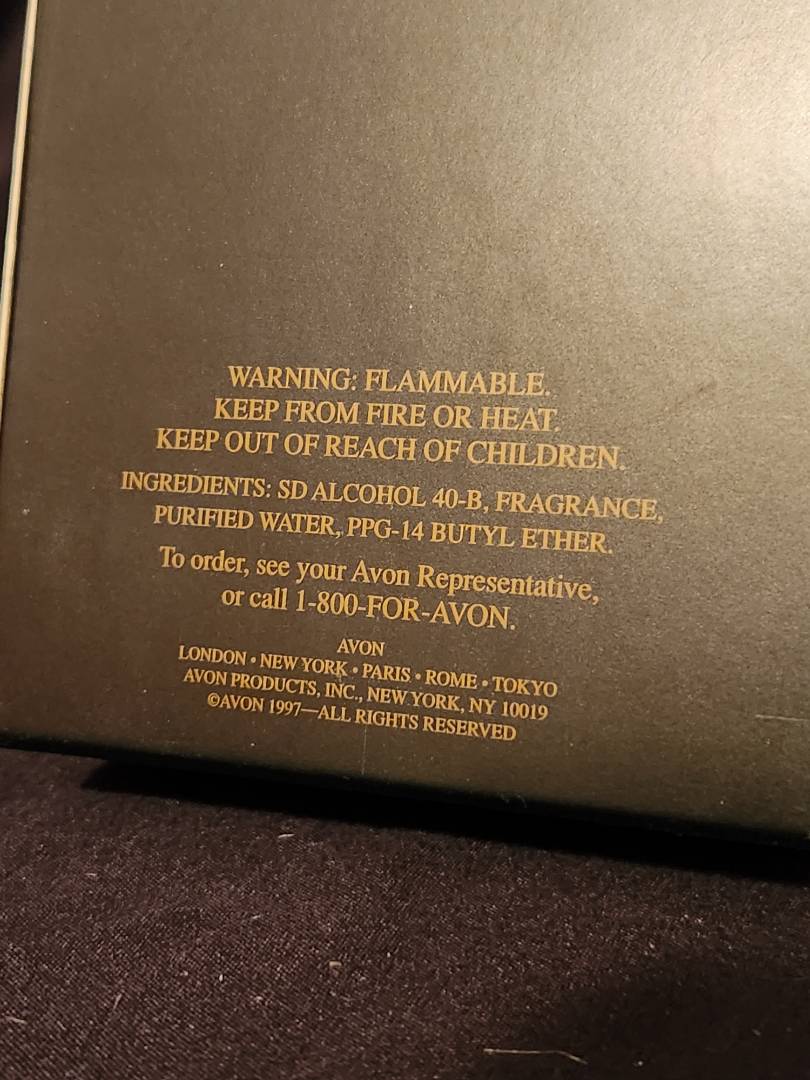 WARNING: FLAMMABLE.
KEEP FROM FIRE OR HEAT.
KEEP OUT OF REACH OF CHILDREN.
INGREDIENTS: SD ALCOHOL 40-B, FRAGRANCE,
PURIFIED WATER, PPG-14 BUTYL ETHER.
To order, see your Avon Representative,
or call 1-800-FOR-AVON.
AVON
LONDON • NEW YORK • PARIS • ROME • TOKYO
AVON PRODUCTS, INC., NEW YORK, NY 10019
©AVON 1997—ALL RIGHTS RESERVED